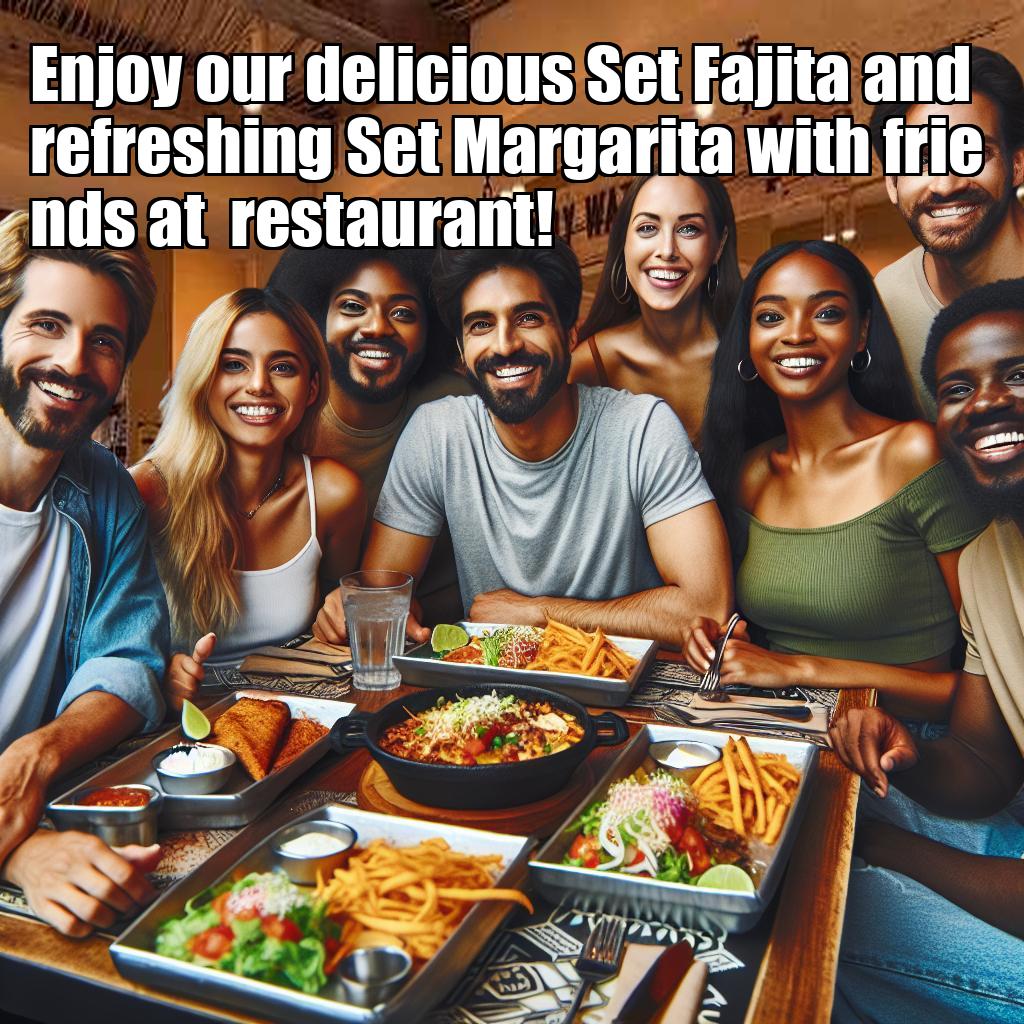 Enjoy our delicious Set Fajita and
refreshing Set Margarita with frie
nds at  restaurant!